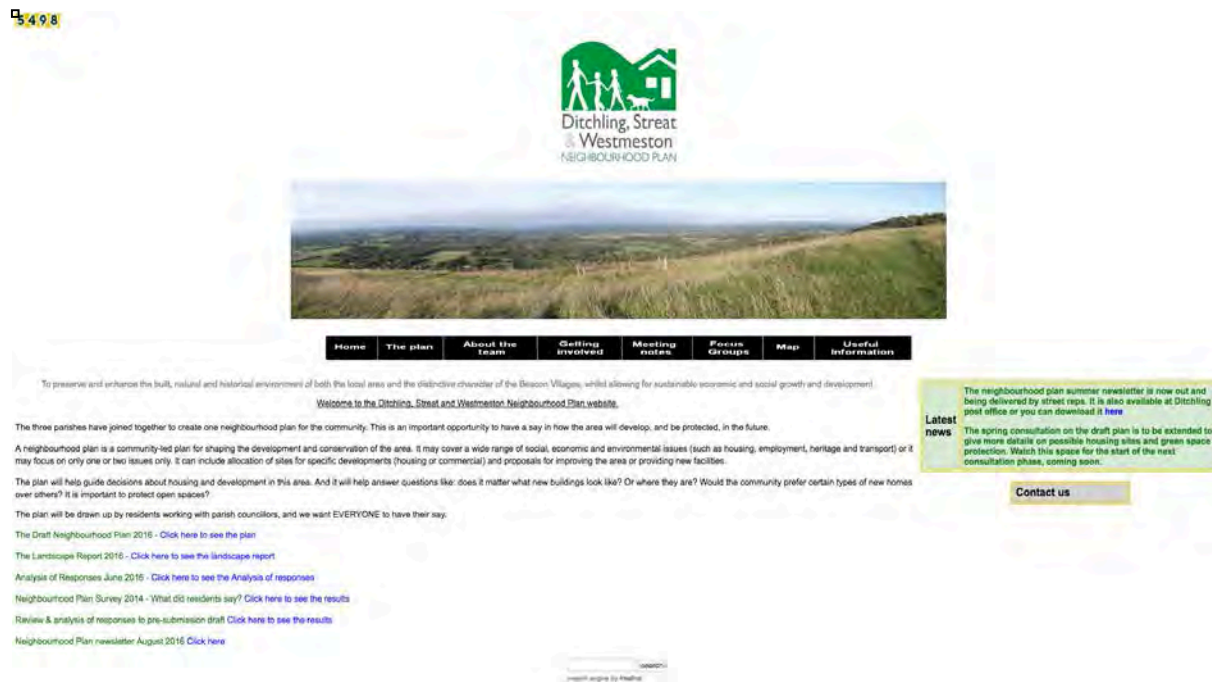 5498
Ditchling, Streat
& Westmeston
NEIGHBOURHOOD PLAN
Home
The plan
About the team
Getting involved
Meeting notes
Focus Groups
Map
Useful Information
To preserve and enhance the built, natural and historical environment of both the local area and the distinctive character of the Beacon Villages, whilst allowing for sustainable economic and social growth and development
Welcome to the Ditchling, Streat and Westmeston Neighbourhood Plan website.
The three parishes have joined together to create one neighbourhood plan for the community. This is an important opportunity to have a say in how the area will develop, and be protected, in the future.
A neighbourhood plan is a community-led plan for shaping the development and conservation of the area. It may cover a wide range of social, economic and environmental issues (such as housing, employment, heritage and transport) or it
may focus on only one or two issues only. It can include allocation of sites for specific developments (housing or commercial) and proposals for improving the area or providing new facilities.
The plan will help guide decisions about housing and development in this area. And it will help answer questions like: does it matter what new buildings look like? Or where they are? Would the community prefer certain types of new homes
over others? It is important to protect open spaces?
The plan will be drawn up by residents working with parish councillors, and we want EVERYONE to have their say.
The Draft Neighbourhood Plan 2016 - Click here to see the plan
The Landscape Report 2016 - Click here to see the landscape report
Analysis of Responses June 2016 - Click here to see the Analysis of responses
Neighbourhood Plan Survey 2014 - What did residents say? Click here to see the results
Review & analysis of responses to pre-submission draft Click here to see the results
Neighbourhood Plan newsletter August 2016 Click here
Latest
news
The neighbourhood plan summer newsletter is now out and
being delivered by street reps. It is also available at Ditchling
post office or you can download it here
The spring consultation on the draft plan is to be extended to
give more details on possible housing sites and green space
protection. Watch this space for the start of the next
consultation phase, coming soon.
Contact us
search engine by